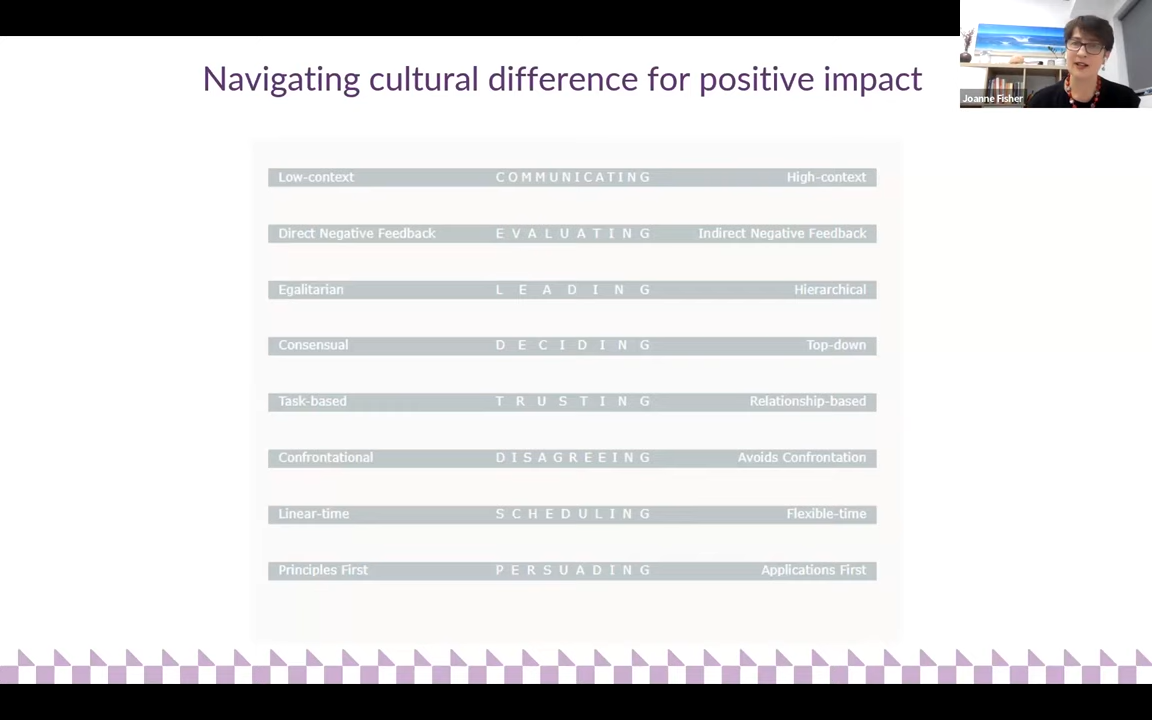 Navigating cultural difference for positive impact
Joanne Fisher
Low-context COMMUNICATING High-context
Direct Negative Feedback EVALUATING Indirect Negative Feedback
Egalitarian LEADING Hierarchical
Consensual DECIDING Top-down
Task-based TRUSTING Relationship-based
Confrontational DISAGREEING Avoids Confrontation
Linear-time SCHEDULING Flexible-time
Principles First PERSUADING Applications First